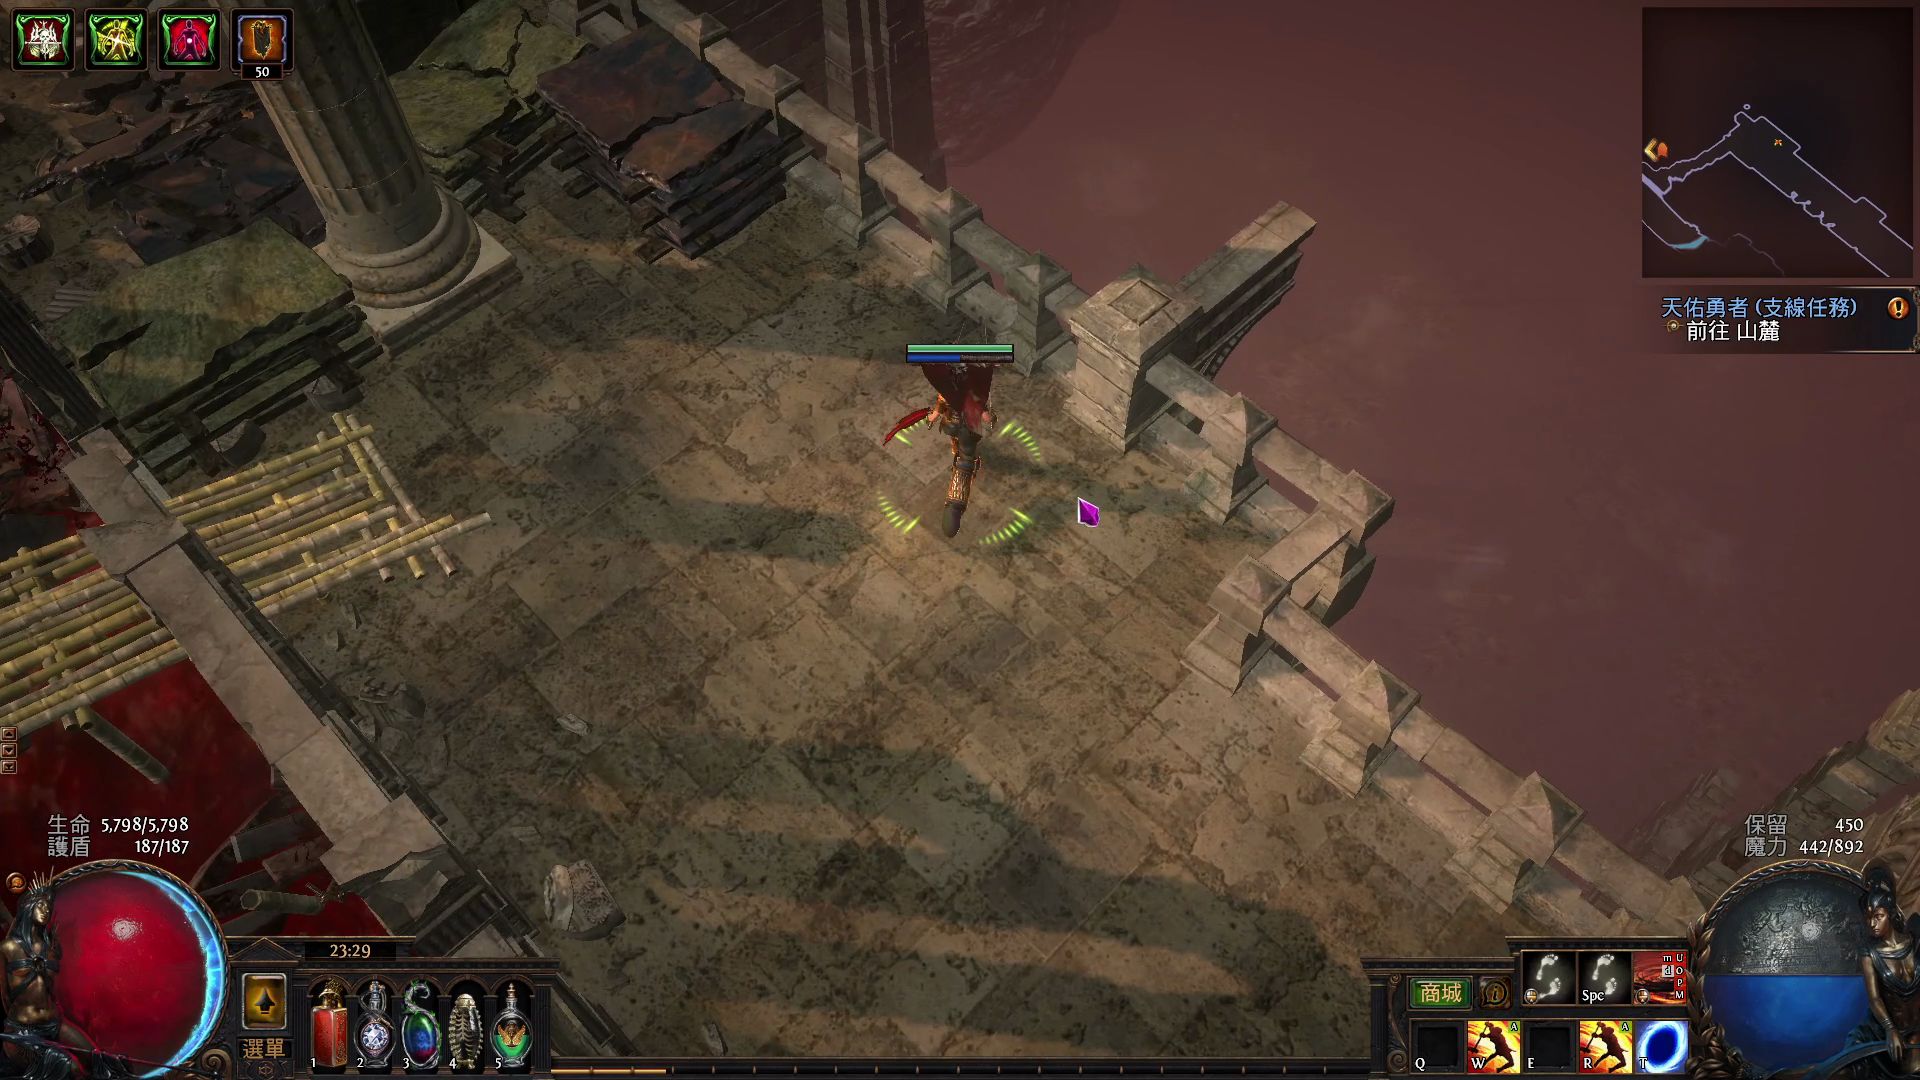 50
天佑勇者 (支線任務)
前往 山麓
生命 5,798/5,798
護盾 187/187
保留 450
魔力 442/892
23:29
選單
1 2 3 4 5
商城
Spc
m U
d O
P
M
Q W E R T
A A